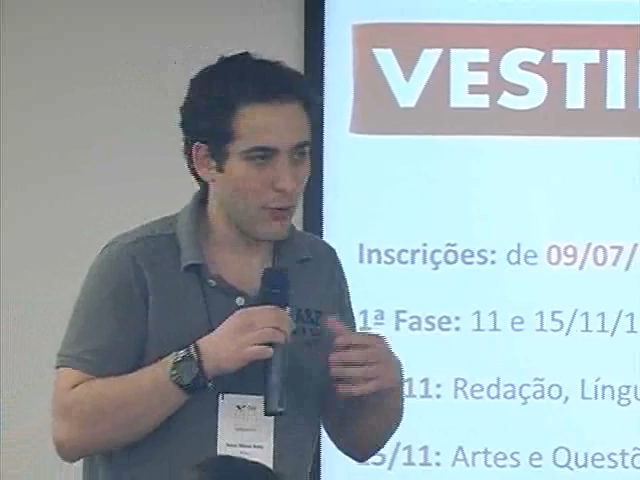 VESTI
Inscrições: de 09/07/
1ª Fase: 11 e 15/11/1
11: Redação, Língu
15/11: Artes e Questõ